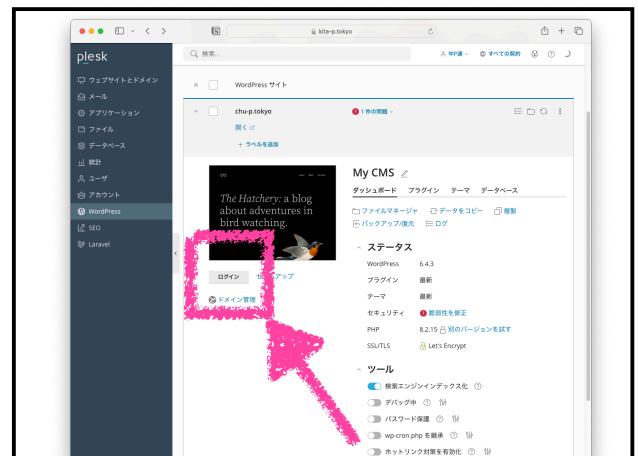 kita-p.tokyo
plesk
検索...
中P連
すべての契約
ウェブサイトとドメイン
メール
アプリケーション
ファイル
データベース
統計
ユーザ
アカウント
WordPress
SEO
Laravel
WordPress サイト
chu-p.tokyo
1 件の問題
開く
+ ラベルを追加
The Hatchery: a blog
about adventures in
bird watching.
ログイン
セットアップ
ドメイン管理
My CMS
ダッシュボード プラグイン テーマ データベース
ファイルマネージャ データをコピー 複製
バックアップ/復元 ログ
ステータス
WordPress 6.4.3
プラグイン 最新
テーマ 最新
セキュリティ 脆弱性を修正
PHP 8.2.15 別のバージョンを試す
SSL/TLS Let's Encrypt
ツール
検索エンジンインデックス化
デバッグ中
パスワード保護
wp-cron.php を継承
ホットリンク対策を有効化